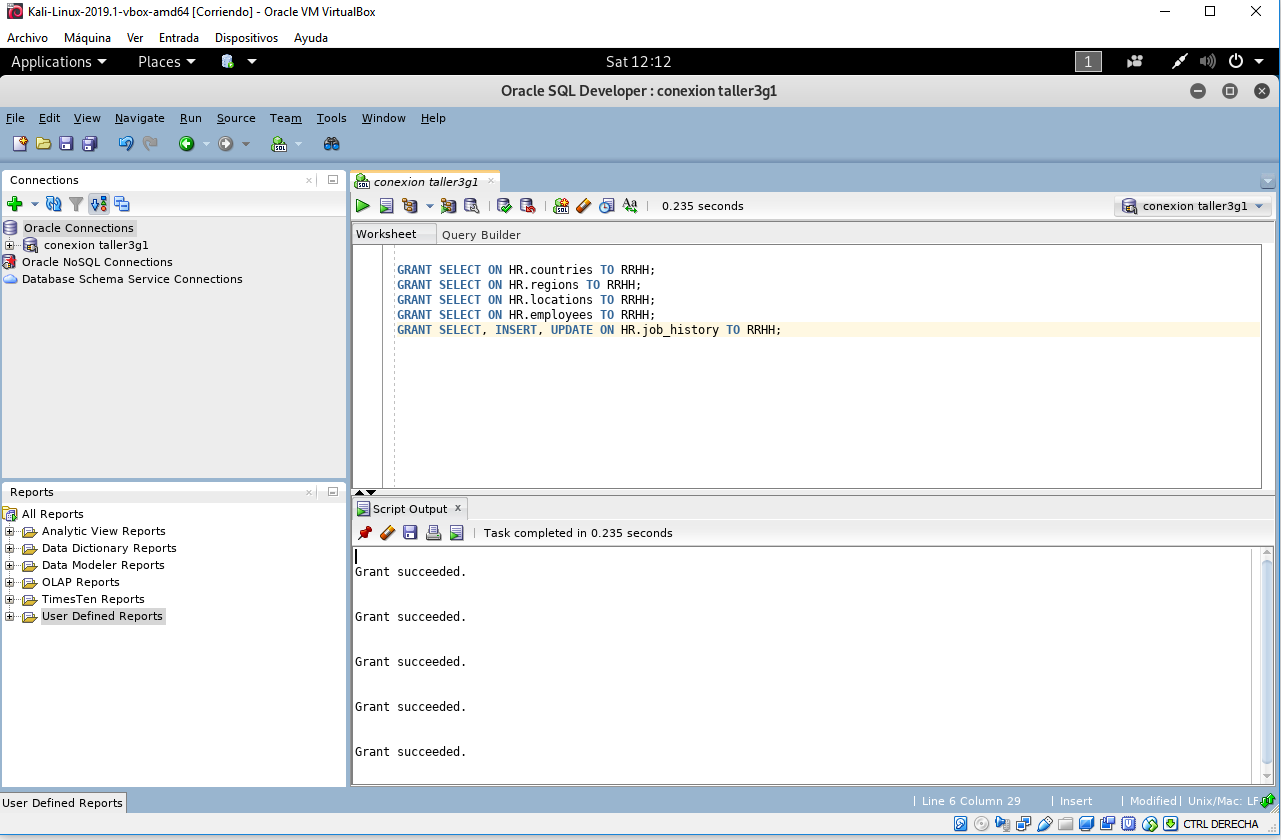 Kali-Linux-2019.1-vbox-amd64 [Corriendo] - Oracle VM VirtualBox
Archivo Máquina Ver Entrada Dispositivos Ayuda
Applications Places Sat 12:12 1
Oracle SQL Developer : conexion taller3g1
File Edit View Navigate Run Source Team Tools Window Help
Connections
Oracle Connections
conexion taller3g1
Oracle NoSQL Connections
Database Schema Service Connections
Reports
All Reports
Analytic View Reports
Data Dictionary Reports
Data Modeler Reports
OLAP Reports
TimesTen Reports
User Defined Reports
conexion taller3g1
0.235 seconds
conexion taller3g1
Worksheet Query Builder
GRANT SELECT ON HR.countries TO RRHH;
GRANT SELECT ON HR.regions TO RRHH;
GRANT SELECT ON HR.locations TO RRHH;
GRANT SELECT ON HR.employees TO RRHH;
GRANT SELECT, INSERT, UPDATE ON HR.job_history TO RRHH;
Script Output
Task completed in 0.235 seconds
Grant succeeded.
Grant succeeded.
Grant succeeded.
Grant succeeded.
Grant succeeded.
User Defined Reports
Line 6 Column 29 Insert Modified Unix/Mac: LF
CTRL DERECHA